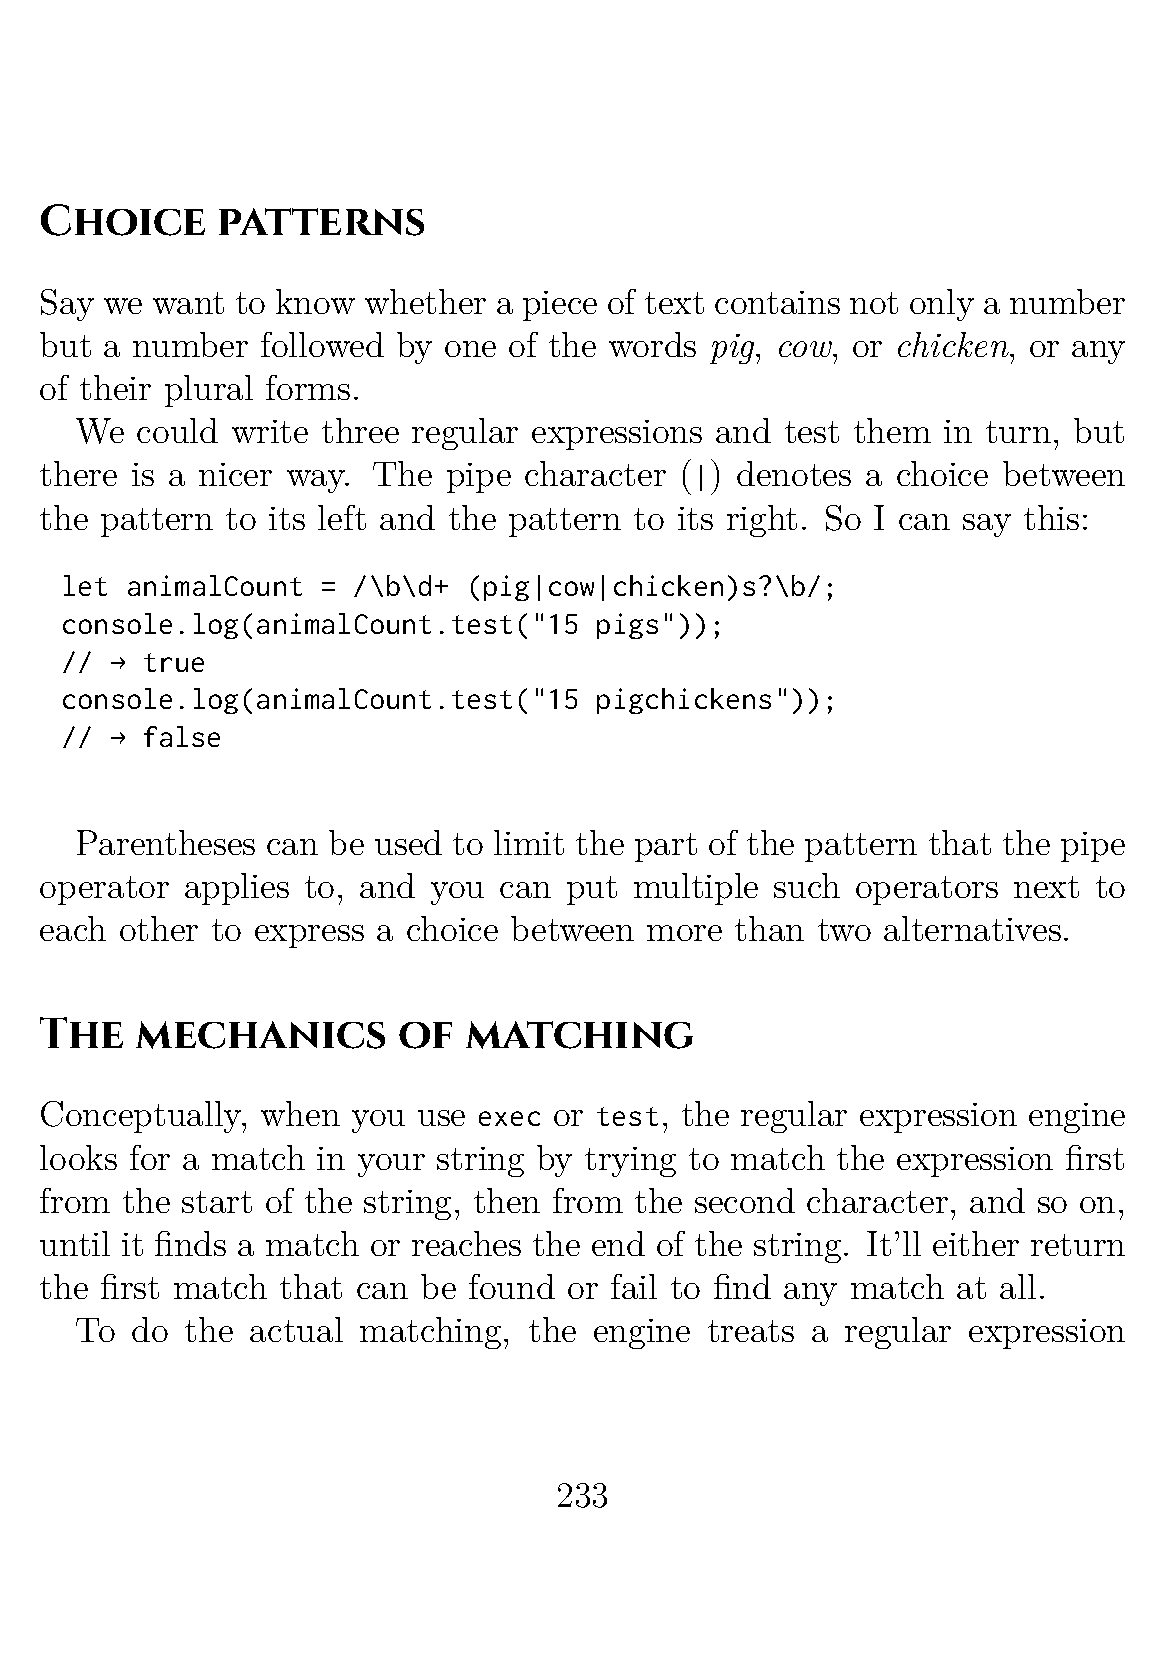 Choice patterns
Say we want to know whether a piece of text contains not only a number
but a number followed by one of the words pig, cow, or chicken, or any
of their plural forms.
We could write three regular expressions and test them in turn, but
there is a nicer way. The pipe character (|) denotes a choice between
the pattern to its left and the pattern to its right. So I can say this:
let animalCount = /\b\d+ (pig|cow|chicken)s?\b/;
console.log(animalCount.test("15 pigs"));
// → true
console.log(animalCount.test("15 pigchickens"));
// → false
Parentheses can be used to limit the part of the pattern that the pipe
operator applies to, and you can put multiple such operators next to
each other to express a choice between more than two alternatives.
The mechanics of matching
Conceptually, when you use exec or test, the regular expression engine
looks for a match in your string by trying to match the expression first
from the start of the string, then from the second character, and so on,
until it finds a match or reaches the end of the string. It'll either return
the first match that can be found or fail to find any match at all.
To do the actual matching, the engine treats a regular expression
233